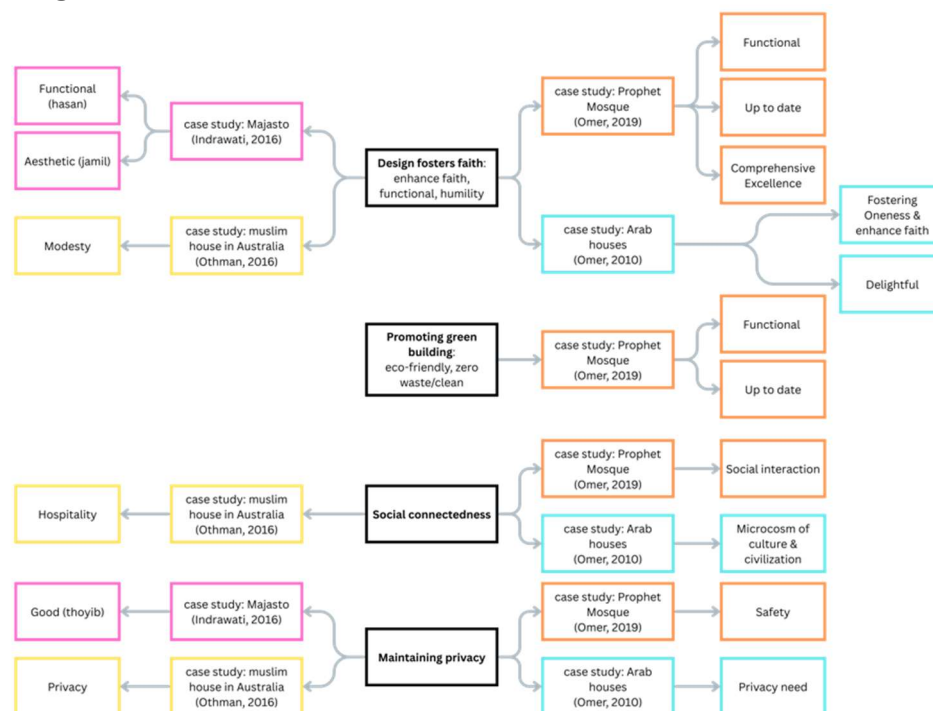 Functional
Functional
(hasan)
case study: Prophet
Mosque
(Omer, 2019)
Up to date
case study: Majasto
(Indrawati, 2016)
Aesthetic (jamil)
Design fosters faith:
enhance faith,
functional, humility
Comprehensive
Excellence
Fostering
Oneness &
enhance faith
Modesty
case study: muslim
house in Australia
(Othman, 2016)
case study: Arab
houses
(Omer, 2010)
Delightful
Functional
Promoting green
building:
eco-friendly, zero
waste/clean
case study: Prophet
Mosque
(Omer, 2019)
Up to date
case study: Prophet
Mosque
(Omer, 2019)
Social interaction
Hospitality
case study: muslim
house in Australia
(Othman, 2016)
Social connectedness
case study: Arab
houses
(Omer, 2010)
Microcosm of
culture &
civilization
Good (thoyib)
case study: Majasto
(Indrawati, 2016)
case study: Prophet
Mosque
(Omer, 2019)
Safety
Maintaining privacy
Privacy
case study: muslim
house in Australia
(Othman, 2016)
case study: Arab
houses
(Omer, 2010)
Privacy need